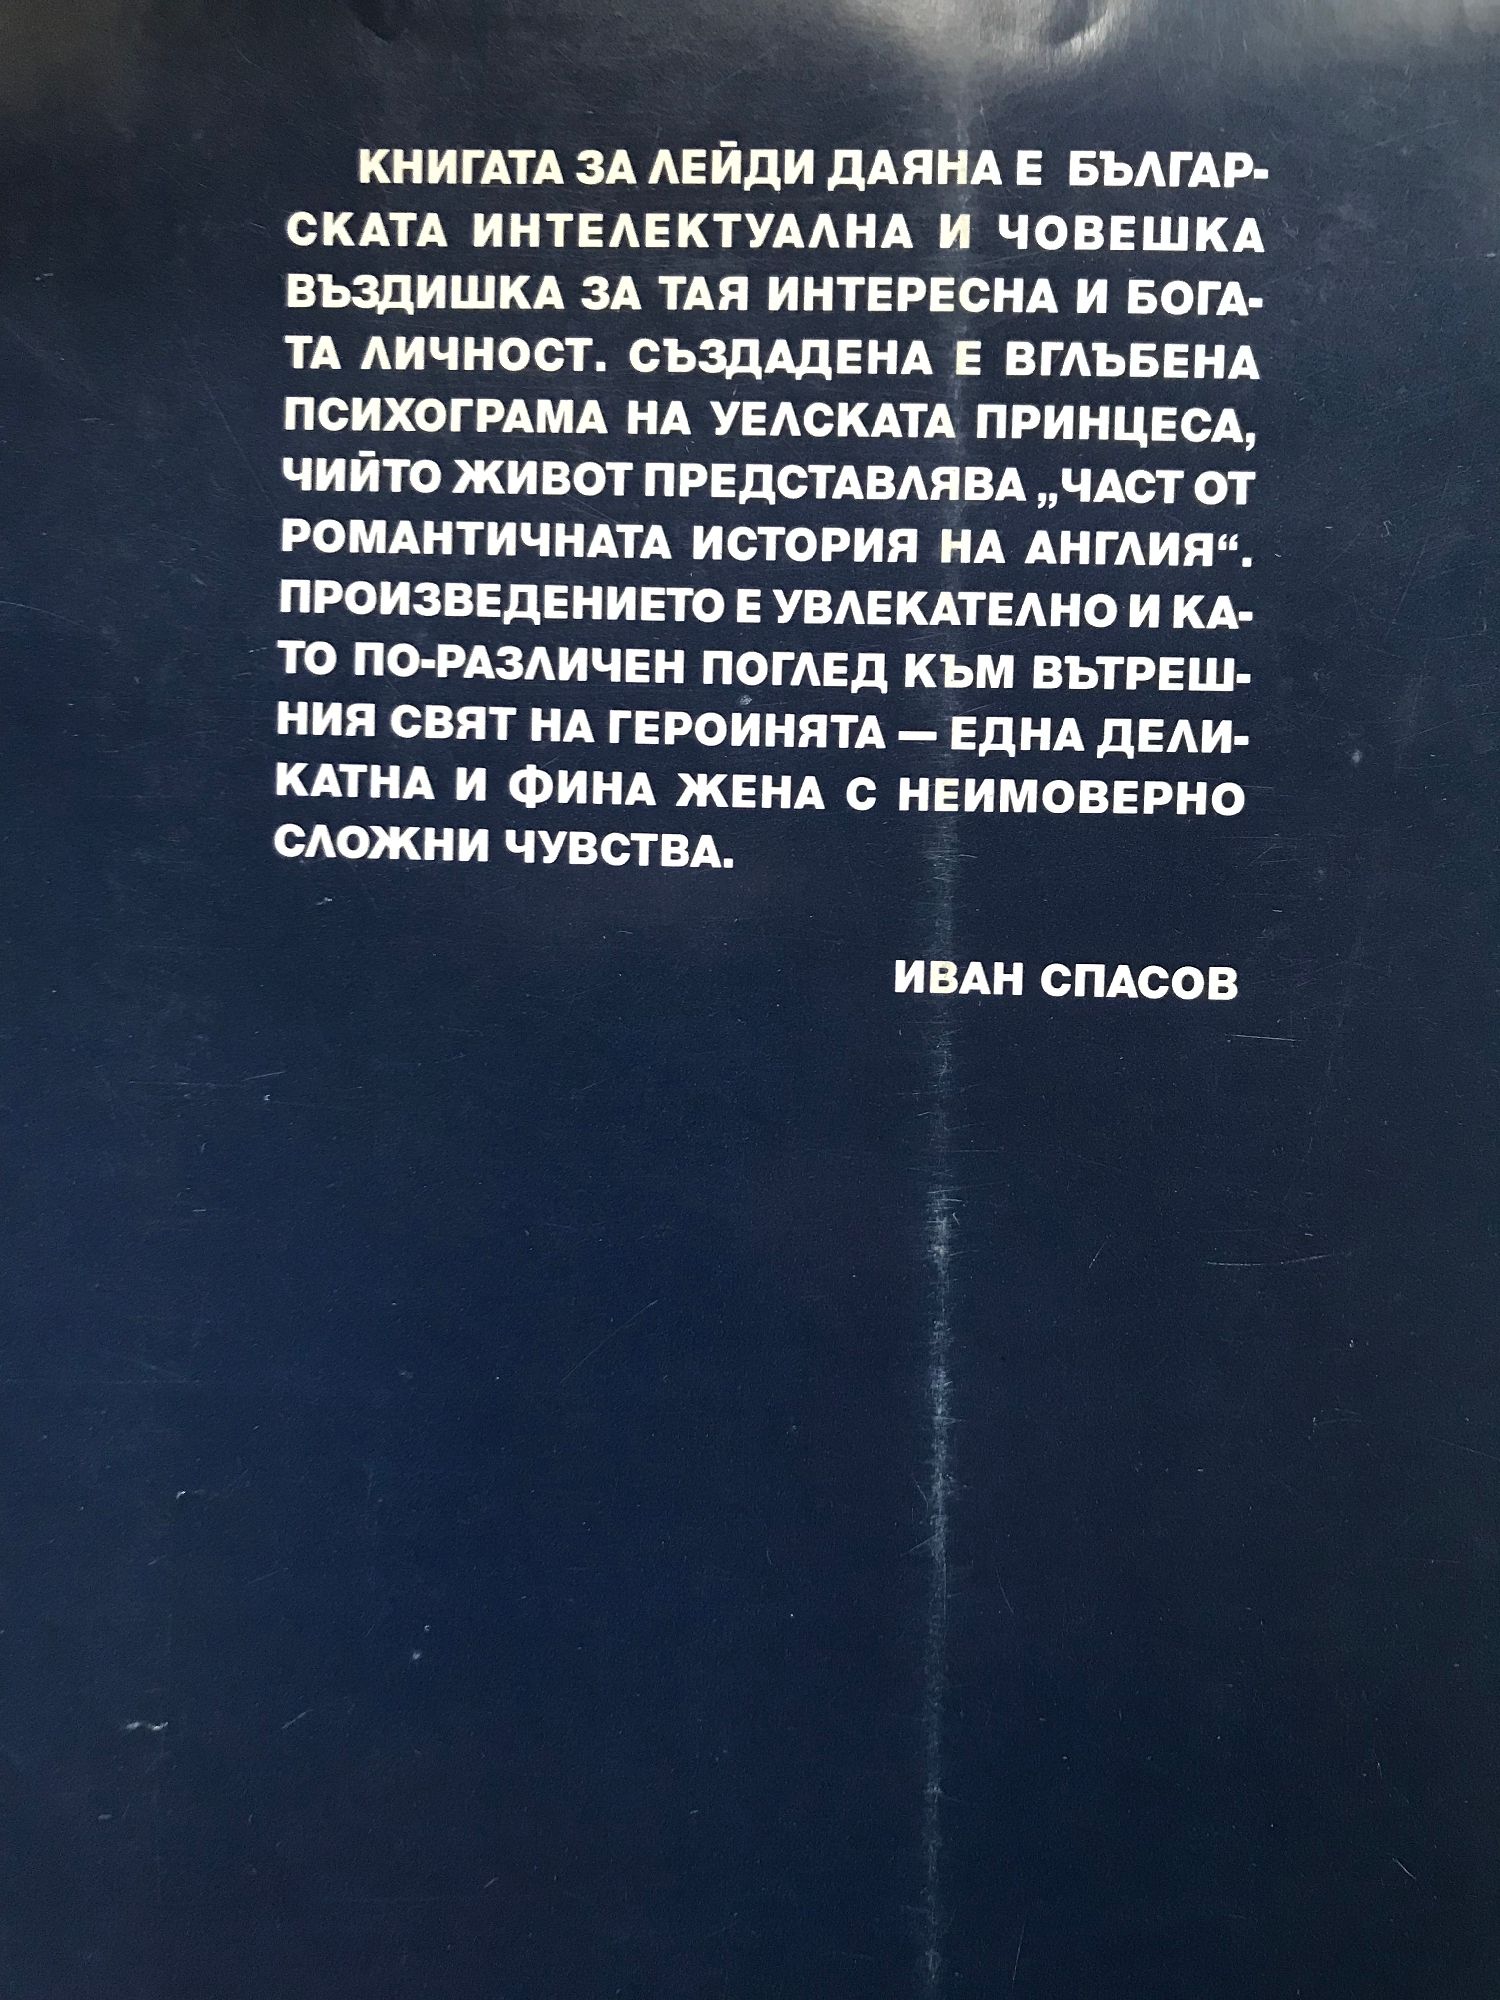 КНИГАТА ЗА ЛЕЙДИ ДАЯНА Е БЪЛГАР-
СКАТА ИНТЕЛЕКТУАЛНА И ЧОВЕШКА
ВЪЗДИШКА ЗА ТАЯ ИНТЕРЕСНА И БОГА-
ТА ЛИЧНОСТ. СЪЗДАДЕНА Е ВГЛЪБЕНА
ПСИХОГРАМА НА УЕЛСКАТА ПРИНЦЕСА,
ЧИЙТО ЖИВОТ ПРЕДСТАВЛЯВА „ЧАСТ ОТ
РОМАНТИЧНАТА ИСТОРИЯ НА АНГЛИЯ“.
ПРОИЗВЕДЕНИЕТО Е УВЛЕКАТЕЛНО И КА-
ТО ПО-РАЗЛИЧЕН ПОГЛЕД КЪМ ВЪТРЕШ-
НИЯ СВЯТ НА ГЕРОИНЯТА — ЕДНА ДЕЛИ-
КАТНА И ФИНА ЖЕНА С НЕИМОВЕРНО
СЛОЖНИ ЧУВСТВА.
ИВАН СПАСОВ